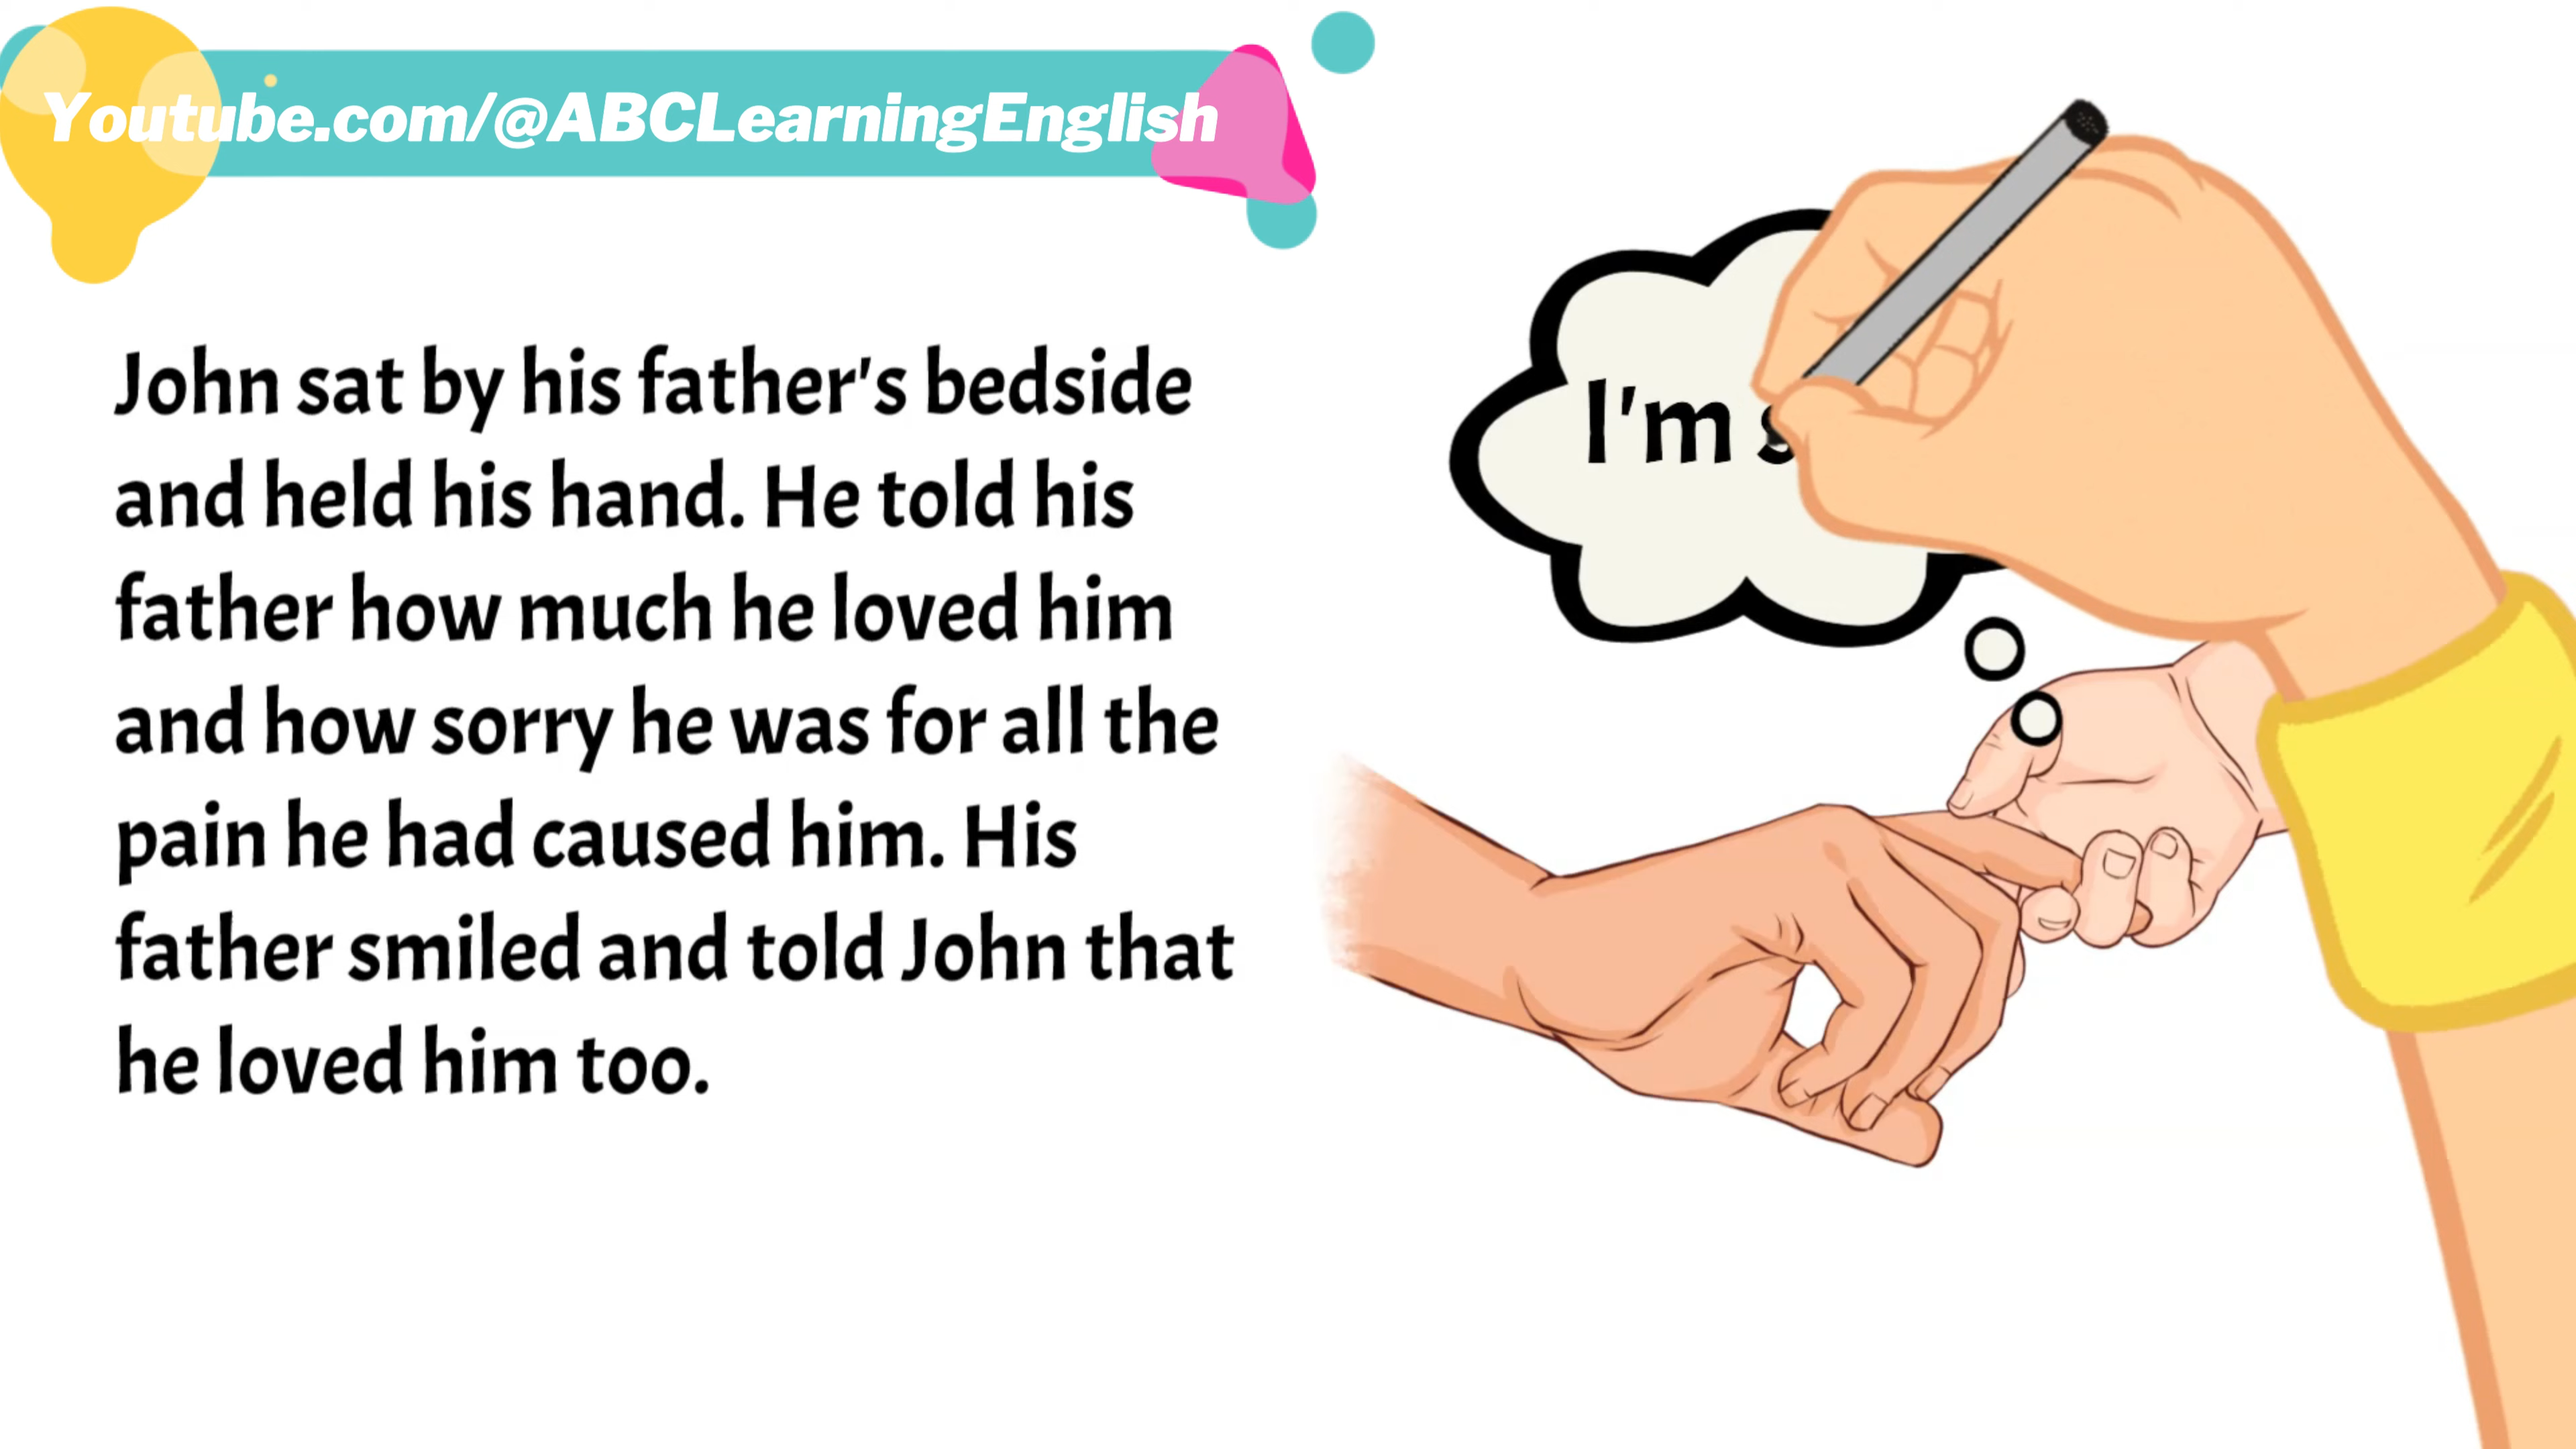 Youtube.com/@ABCLearningEnglish
John sat by his father's bedside
and held his hand. He told his
father how much he loved him
and how sorry he was for all the
pain he had caused him. His
father smiled and told John that
he loved him too.
I'm